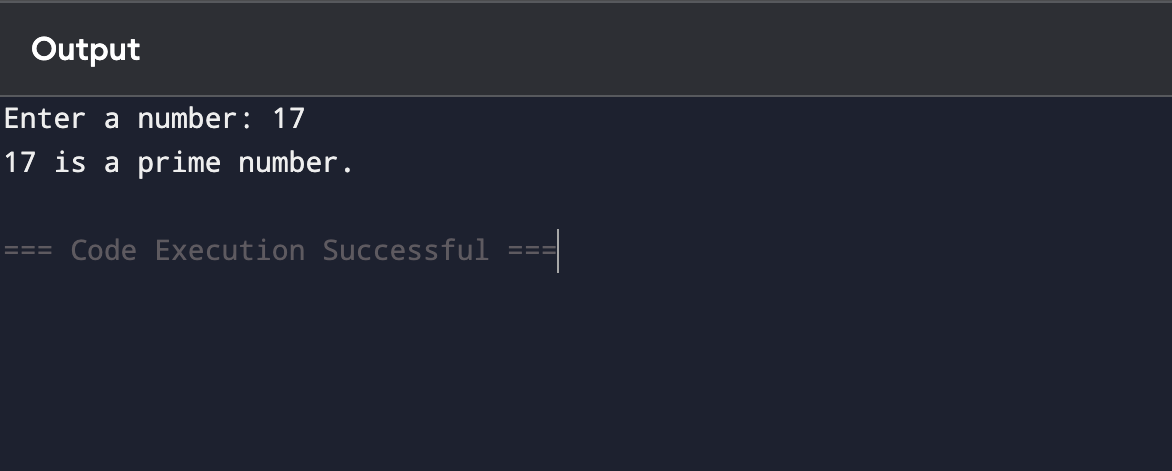 Output
Enter a number: 17
17 is a prime number.
=== Code Execution Successful ===